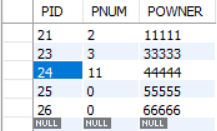 PID PNUM POWNER
21 2 11111
23 3 33333
24 11 44444
25 0 55555
26 0 66666
NULL NULL NULL